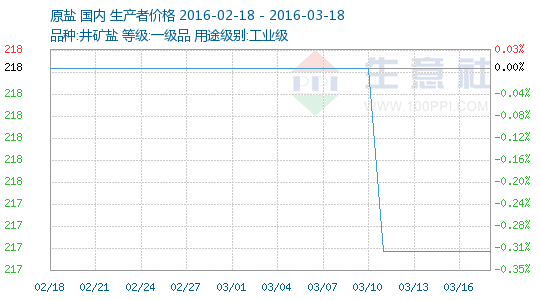 原盐 国内 生产者价格 2016-02-18 - 2016-03-18
品种:井矿盐 等级:一级品 用途级别:工业级
218 0.03%
218 0.00%
218 -0.04%
218 -0.08%
218 -0.12%
218 -0.16%
218 -0.20%
217 -0.24%
217 -0.28%
217 -0.31%
217 -0.35%
PPI 生意社
WWW.100PPI.COM
02/18 02/21 02/24 02/27 03/01 03/04 03/07 03/10 03/13 03/16